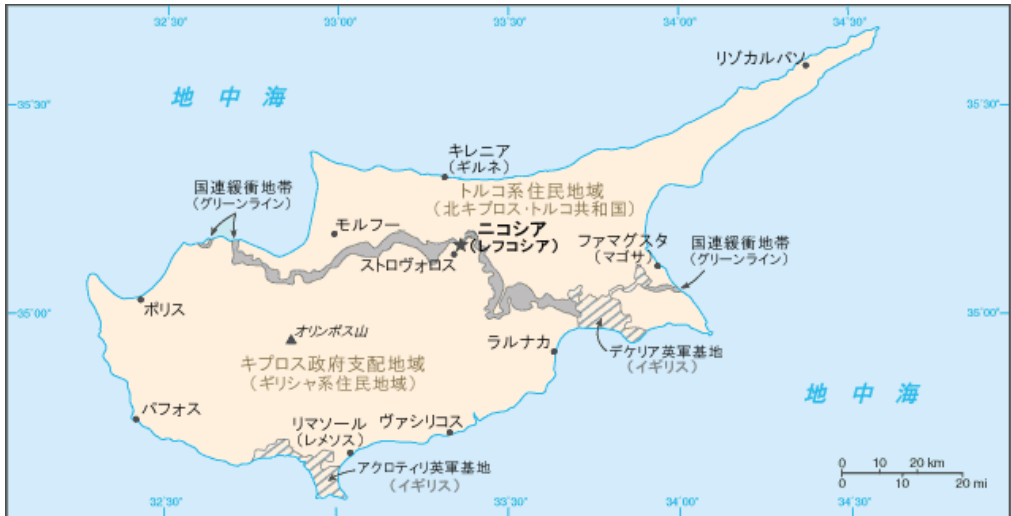 32°30'
33°00'
33°30'
34°00'
34°30'
リゾカルパソ
地中海
35°30'
35°30'
キレニア
(ギルネ)
国連緩衝地帯
(グリーンライン)
トルコ系住民地域
(北キプロス·トルコ共和国)
モルフー
ニコシア
(レフコシア)
ストロヴォロス
ファマグスタ
(マゴサ)
国連緩衝地帯
(グリーンライン)
ポリス
35°00'
35°00'
オリンポス山
ラルナカ
デケリア英軍基地
(イギリス)
キプロス政府支配地域
(ギリシャ系住民地域)
地中海
パフォス
リマソール
(レメソス)
ヴァシリコス
アクロティリ英軍基地
(イギリス)
0 10 20 km
0 10 20 mi
32°30'
33°00'
33°30'
34°00'
34°30'